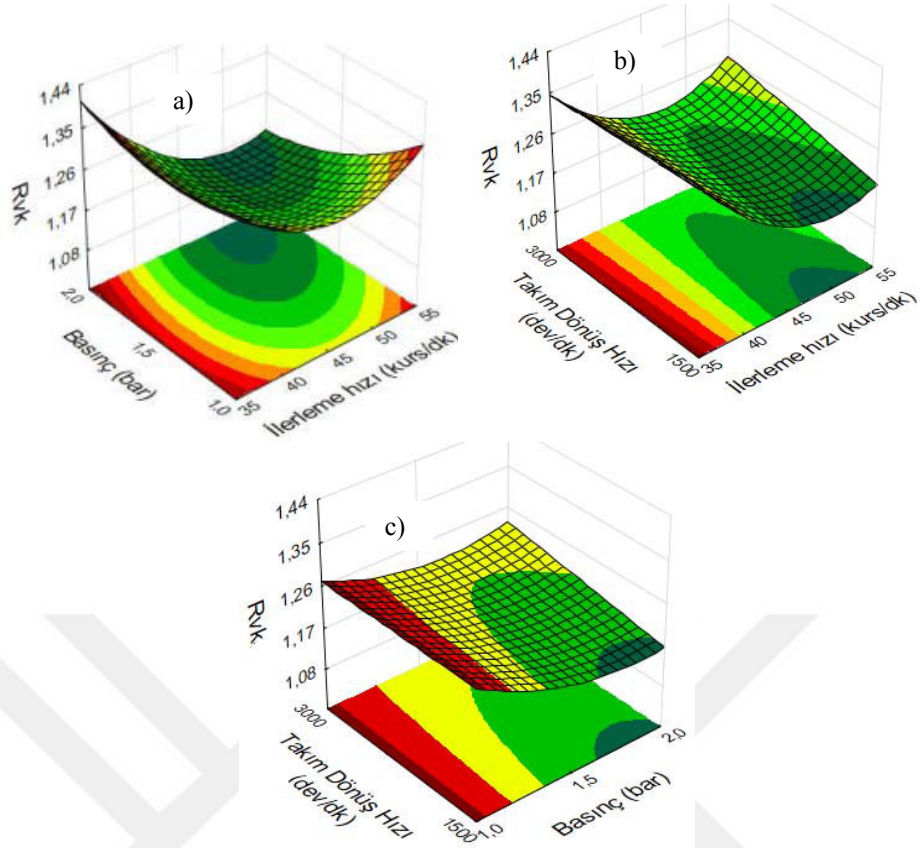 a)
1,44
1,35
1,26
1,17
1,08
Rvk
2,0
1,5
1,0
Basınç (bar)
35
40
45
50
55
İlerleme hızı (kurs/dk)
b)
1,44
1,35
1,26
1,17
1,08
Rvk
3000
1500
Takım Dönüş Hızı
(dev/dk)
35
40
45
50
55
İlerleme hızı (kurs/dk)
c)
1,44
1,35
1,26
1,17
1,08
Rvk
3000
1500
Takım Dönüş Hızı
(dev/dk)
1,0
1,5
2,0
Basınç (bar)